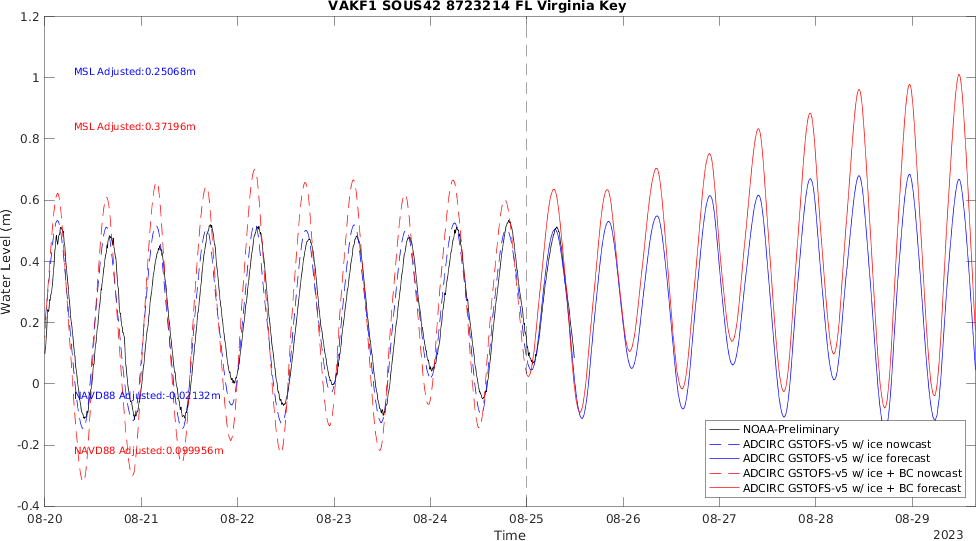 VAKF1 SOUS42 8723214 FL Virginia Key
1.2
1
0.8
0.6
0.4
0.2
0
-0.2
-0.4
Water Level (m)
MSL Adjusted:0.25068m
MSL Adjusted:0.37196m
NAVD88 Adjusted:-0.02132m
NAVD88 Adjusted:0.099956m
NOAA-Preliminary
ADCIRC GSTOFS-v5 w/ ice nowcast
ADCIRC GSTOFS-v5 w/ ice forecast
ADCIRC GSTOFS-v5 w/ ice + BC nowcast
ADCIRC GSTOFS-v5 w/ ice + BC forecast
08-20 08-21 08-22 08-23 08-24 08-25 08-26 08-27 08-28 08-29
Time
2023